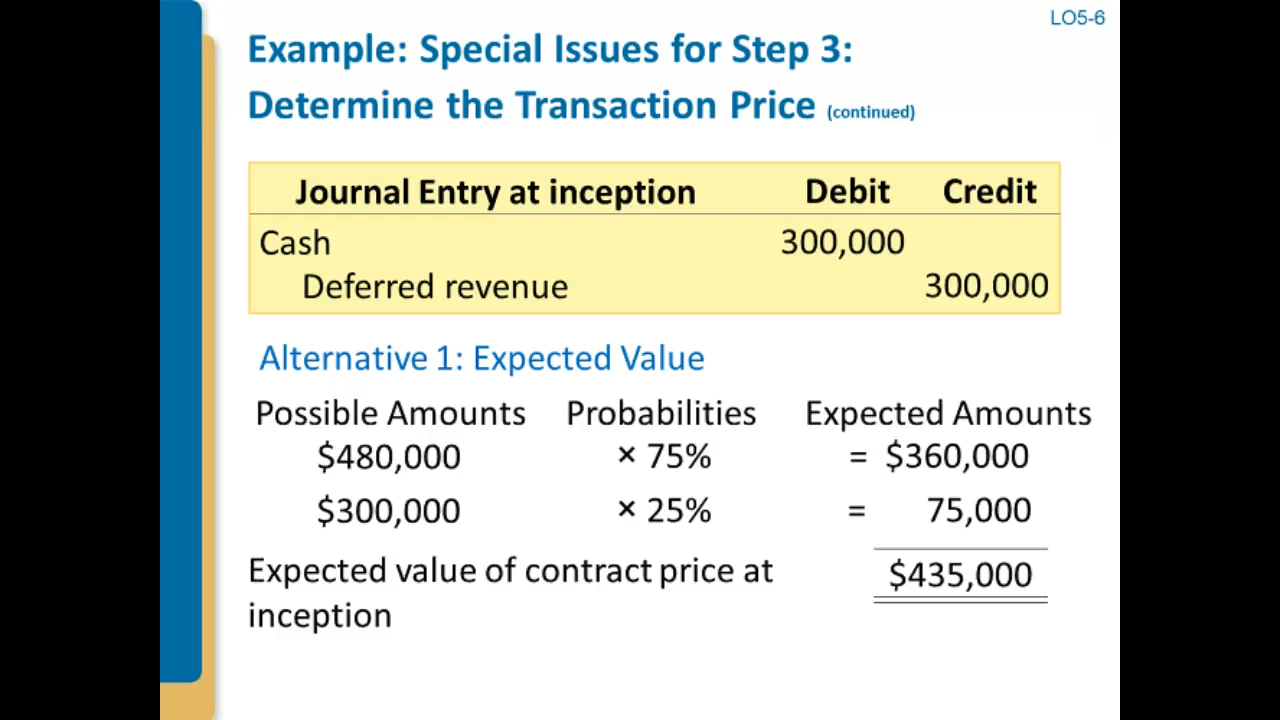 LO5-6
Example: Special Issues for Step 3:
Determine the Transaction Price (continued)
Journal Entry at inception Debit Credit
Cash 300,000
Deferred revenue 300,000
Alternative 1: Expected Value
Possible Amounts Probabilities Expected Amounts
$480,000 × 75% = $360,000
$300,000 × 25% = 75,000
Expected value of contract price at $435,000
inception